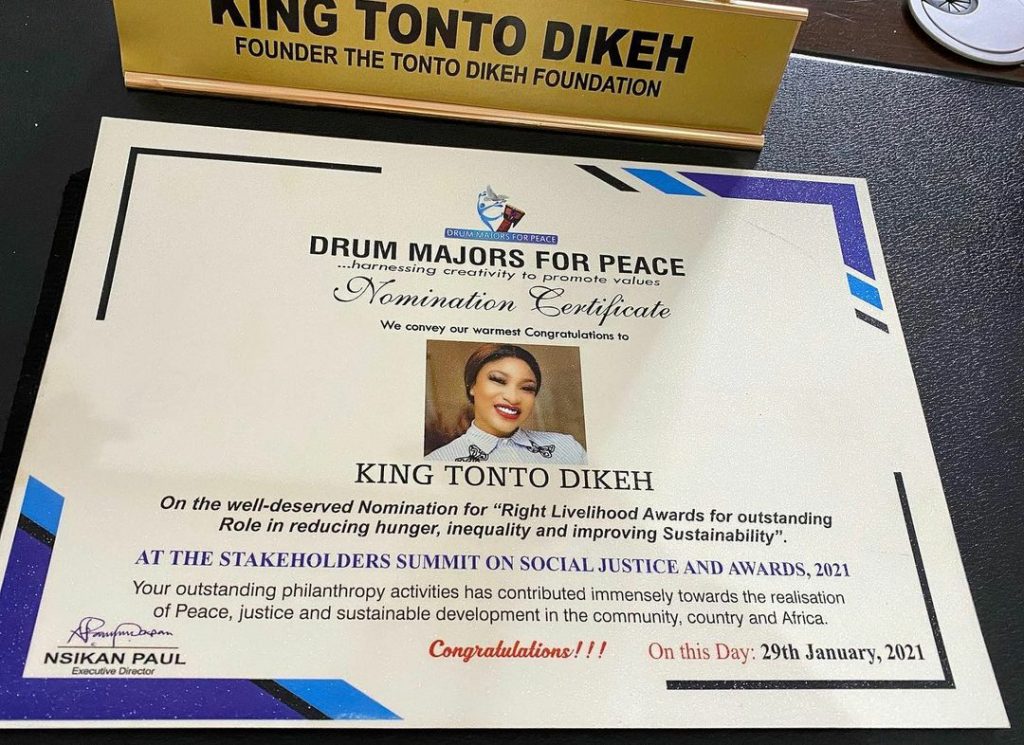 KING TONTO DIKEH
FOUNDER THE TONTO DIKEH FOUNDATION
DRUM MAJORS FOR PEACE
DRUM MAJORS FOR PEACE
...harnessing creativity to promote values
Nomination Certificate
We convey our warmest Congratulations to
KING TONTO DIKEH
On the well-deserved Nomination for “Right Livelihood Awards for outstanding
Role in reducing hunger, inequality and improving Sustainability”.
AT THE STAKEHOLDERS SUMMIT ON SOCIAL JUSTICE AND AWARDS, 2021
Your outstanding philanthropy activities has contributed immensely towards the realisation
of Peace, justice and sustainable development in the community, country and Africa.
NSIKAN PAUL
Executive Director
Congratulations!!!
On this Day: 29th January, 2021